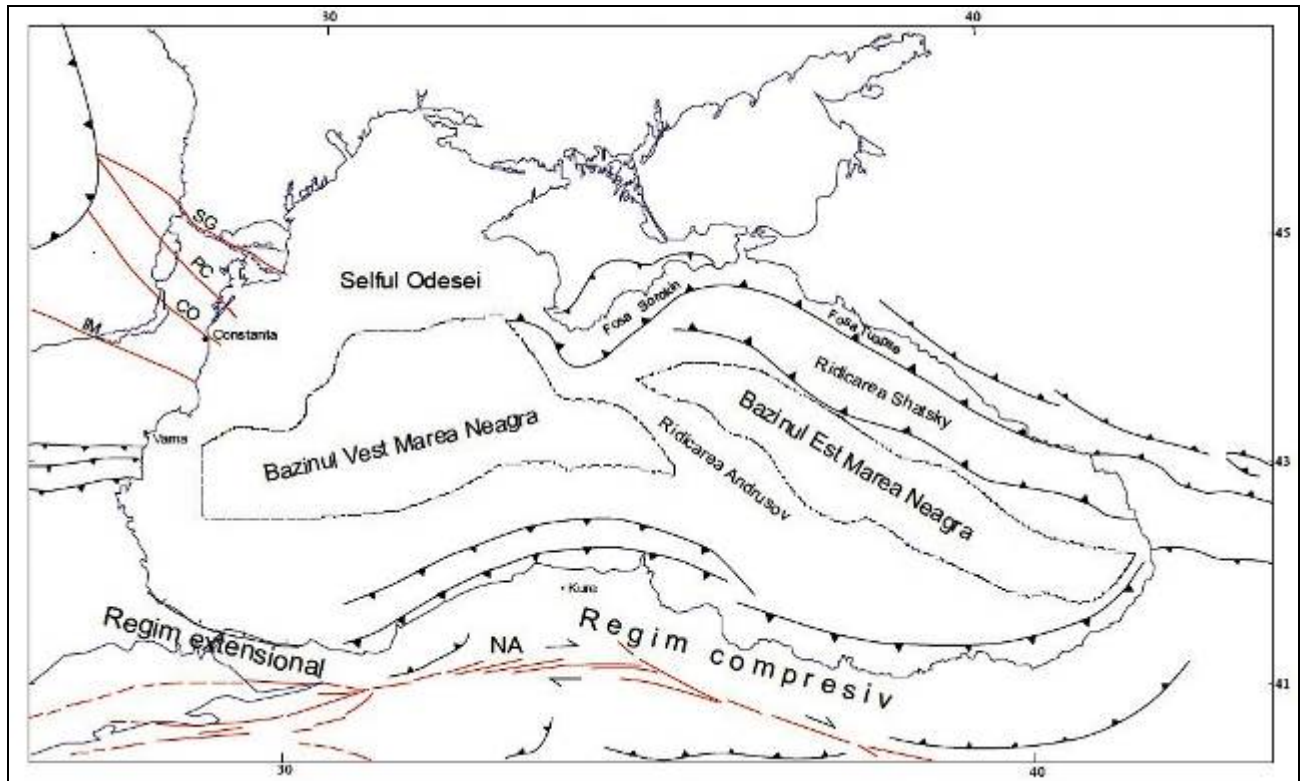 30
40
SG
45
PC
Selful Odesei
Fosa Sorokin
CO
IM
Constanta
Fosa Tuapse
Ridicarea Shatsky
Bazinul Est Marea Neagra
Varna
Bazinul Vest Marea Neagra
Ridicarea Andrusov
43
Kure
Regim extensional
NA
Regim compresiv
41
30
40